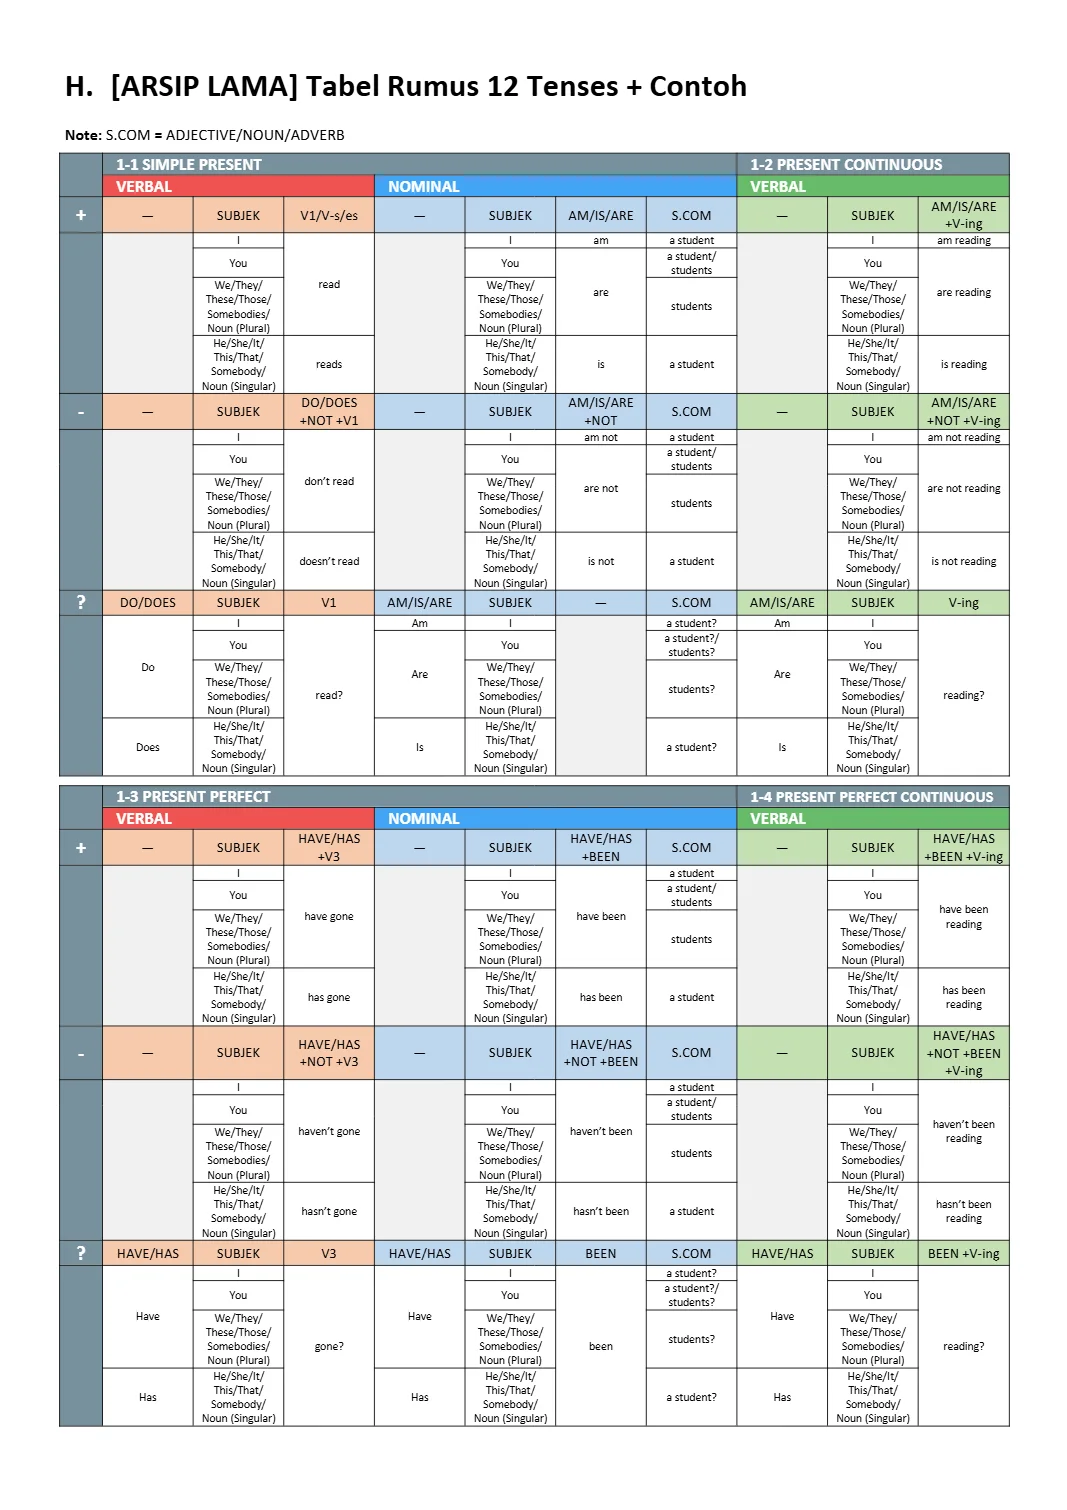 H. [ARSIP LAMA] Tabel Rumus 12 Tenses + Contoh
Note: S.COM = ADJECTIVE/NOUN/ADVERB
1-1 SIMPLE PRESENT 1-2 PRESENT CONTINUOUS
VERBAL NOMINAL VERBAL
+ — SUBJEK V1/V-s/es — SUBJEK AM/IS/ARE S.COM — SUBJEK AM/IS/ARE
+V-ing
I I am a student I am reading
You read You are a student/
students You are reading
We/They/ We/They/ students We/They/
These/Those/ These/Those/ These/Those/
Somebodies/ Somebodies/ Somebodies/
Noun (Plural) Noun (Plural) Noun (Plural)
He/She/It/ He/She/It/ He/She/It/
This/That/ reads This/That/ is a student This/That/ is reading
Somebody/ Somebody/ Somebody/
Noun (Singular) Noun (Singular) Noun (Singular)
- — SUBJEK DO/DOES
+NOT +V1 — SUBJEK AM/IS/ARE
+NOT S.COM — SUBJEK AM/IS/ARE
+NOT +V-ing
I I am not a student I am not reading
You don't read You are not a student/
students You are not reading
We/They/ We/They/ students We/They/
These/Those/ These/Those/ These/Those/
Somebodies/ Somebodies/ Somebodies/
Noun (Plural) Noun (Plural) Noun (Plural)
He/She/It/ He/She/It/ He/She/It/
This/That/ doesn't read This/That/ is not a student This/That/ is not reading
Somebody/ Somebody/ Somebody/
Noun (Singular) Noun (Singular) Noun (Singular)
? DO/DOES SUBJEK V1 AM/IS/ARE SUBJEK — S.COM AM/IS/ARE SUBJEK V-ing
I Am I a student? Am I
Do You read? Are You a student?/
students? Are You reading?
We/They/ We/They/ students? We/They/
These/Those/ These/Those/ These/Those/
Somebodies/ Somebodies/ Somebodies/
Noun (Plural) Noun (Plural) Noun (Plural)
He/She/It/ He/She/It/ He/She/It/
Does This/That/ Is This/That/ a student? Is This/That/
Somebody/ Somebody/ Somebody/
Noun (Singular) Noun (Singular) Noun (Singular)
1-3 PRESENT PERFECT 1-4 PRESENT PERFECT CONTINUOUS
VERBAL NOMINAL VERBAL
+ — SUBJEK HAVE/HAS
+V3 — SUBJEK HAVE/HAS
+BEEN S.COM — SUBJEK HAVE/HAS
+BEEN +V-ing
I I a student I
You have gone You have been a student/
students You have been
reading
We/They/ We/They/ students We/They/
These/Those/ These/Those/ These/Those/
Somebodies/ Somebodies/ Somebodies/
Noun (Plural) Noun (Plural) Noun (Plural)
He/She/It/ He/She/It/ He/She/It/
This/That/ has gone This/That/ has been a student This/That/ has been
reading
Somebody/ Somebody/ Somebody/
Noun (Singular) Noun (Singular) Noun (Singular)
- — SUBJEK HAVE/HAS
+NOT +V3 — SUBJEK HAVE/HAS
+NOT +BEEN S.COM — SUBJEK HAVE/HAS
+NOT +BEEN
+V-ing
I I a student I
You haven't gone You haven't been a student/
students You haven't been
reading
We/They/ We/They/ students We/They/
These/Those/ These/Those/ These/Those/
Somebodies/ Somebodies/ Somebodies/
Noun (Plural) Noun (Plural) Noun (Plural)
He/She/It/ He/She/It/ He/She/It/
This/That/ hasn't gone This/That/ hasn't been a student This/That/ hasn't been
reading
Somebody/ Somebody/ Somebody/
Noun (Singular) Noun (Singular) Noun (Singular)
? HAVE/HAS SUBJEK V3 HAVE/HAS SUBJEK BEEN S.COM HAVE/HAS SUBJEK BEEN +V-ing
I I a student? I
Have You gone? Have You been a student?/
students? Have You reading?
We/They/ We/They/ students? We/They/
These/Those/ These/Those/ These/Those/
Somebodies/ Somebodies/ Somebodies/
Noun (Plural) Noun (Plural) Noun (Plural)
He/She/It/ He/She/It/ He/She/It/
Has This/That/ Has This/That/ a student? Has This/That/
Somebody/ Somebody/ Somebody/
Noun (Singular) Noun (Singular) Noun (Singular)